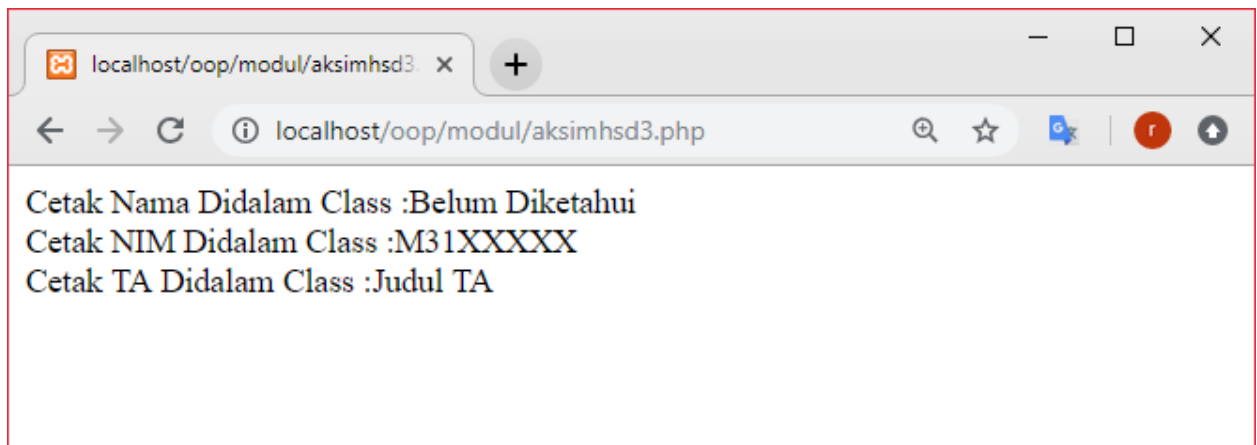 localhost/oop/modul/aksimhsd3.
localhost/oop/modul/aksimhsd3.php
r
Cetak Nama Didalam Class :Belum Diketahui
Cetak NIM Didalam Class :M31XXXXX
Cetak TA Didalam Class :Judul TA